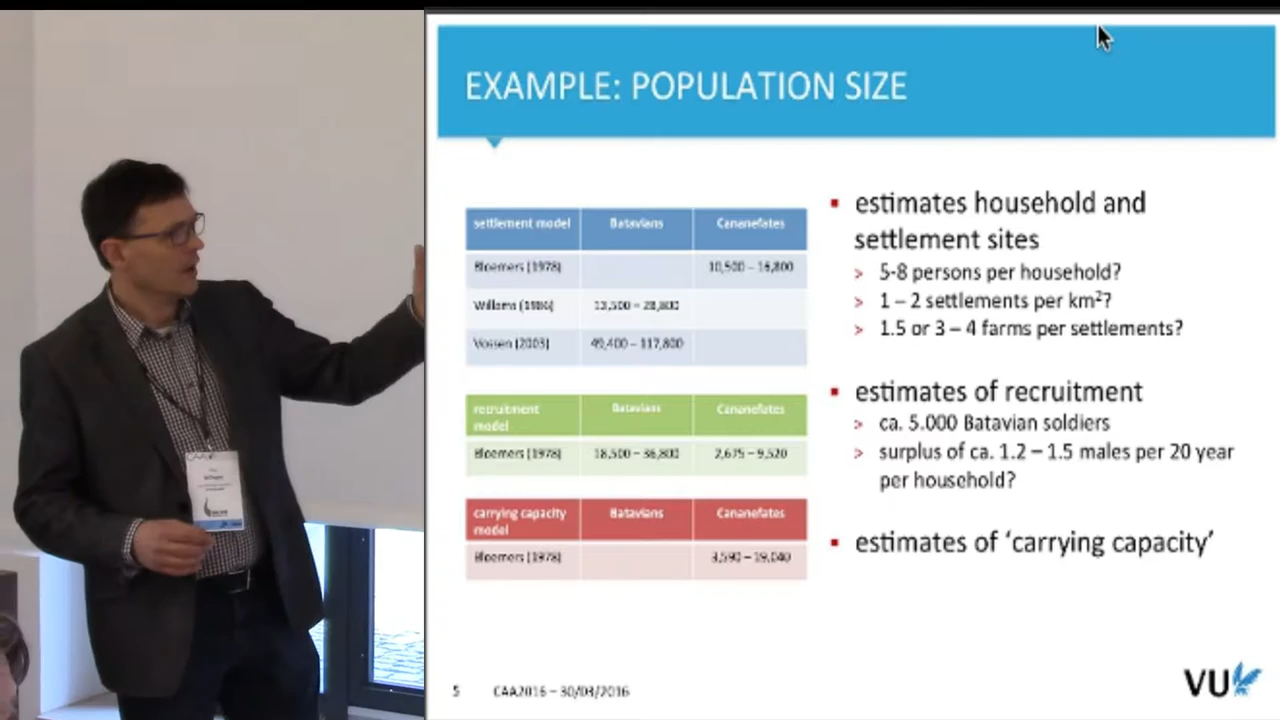 EXAMPLE: POPULATION SIZE
settlement model Batavians Cananefates
Bloemers (1978) 10,500 – 16,800
Willems (1986) 13,500 – 28,800
Vossen (2003) 49,400 – 117,800
recruitment
model Batavians Cananefates
Bloemers (1978) 18,500 – 36,800 2,675 – 9,520
carrying capacity
model Batavians Cananefates
Bloemers (1978) 3,590 – 19,040
estimates household and
settlement sites
> 5-8 persons per household?
> 1 – 2 settlements per km²?
> 1.5 or 3 – 4 farms per settlements?
estimates of recruitment
> ca. 5.000 Batavian soldiers
> surplus of ca. 1.2 – 1.5 males per 20 year
per household?
estimates of 'carrying capacity'
5 CAA2016 – 30/03/2016
VU